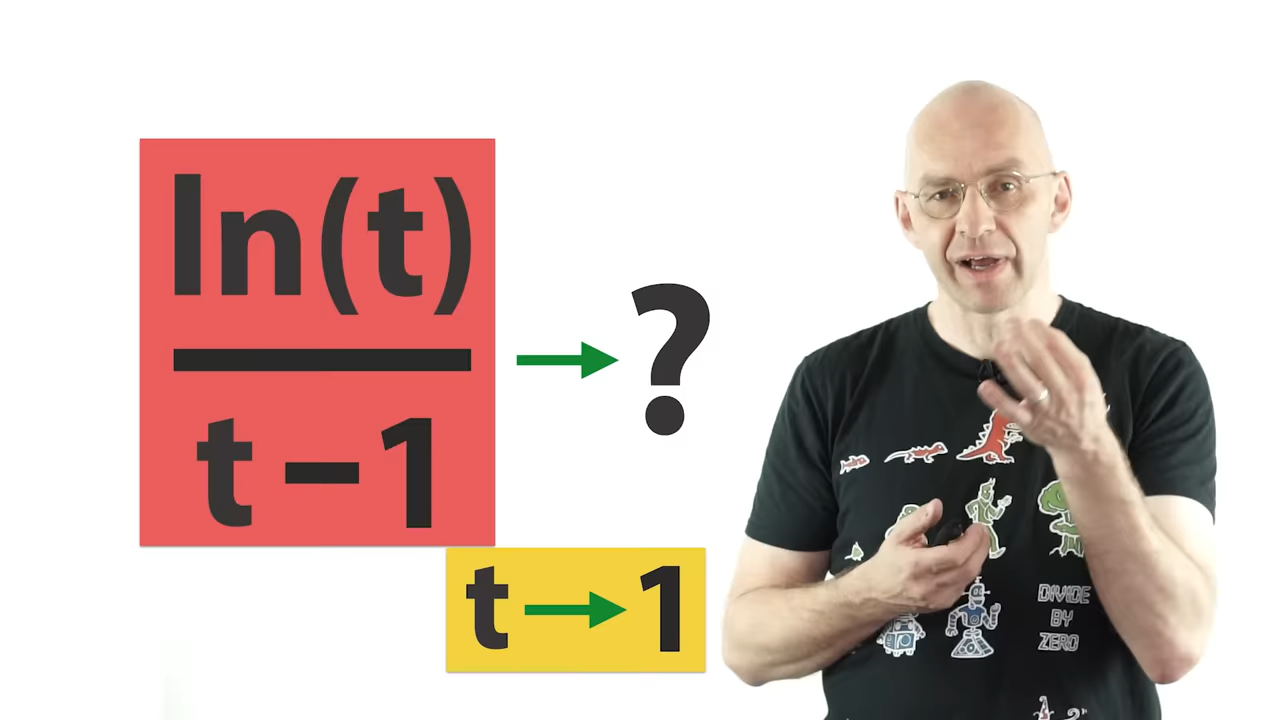 ln(t)
t − 1
→ ?
t → 1
DIVIDE
BY
ZERO